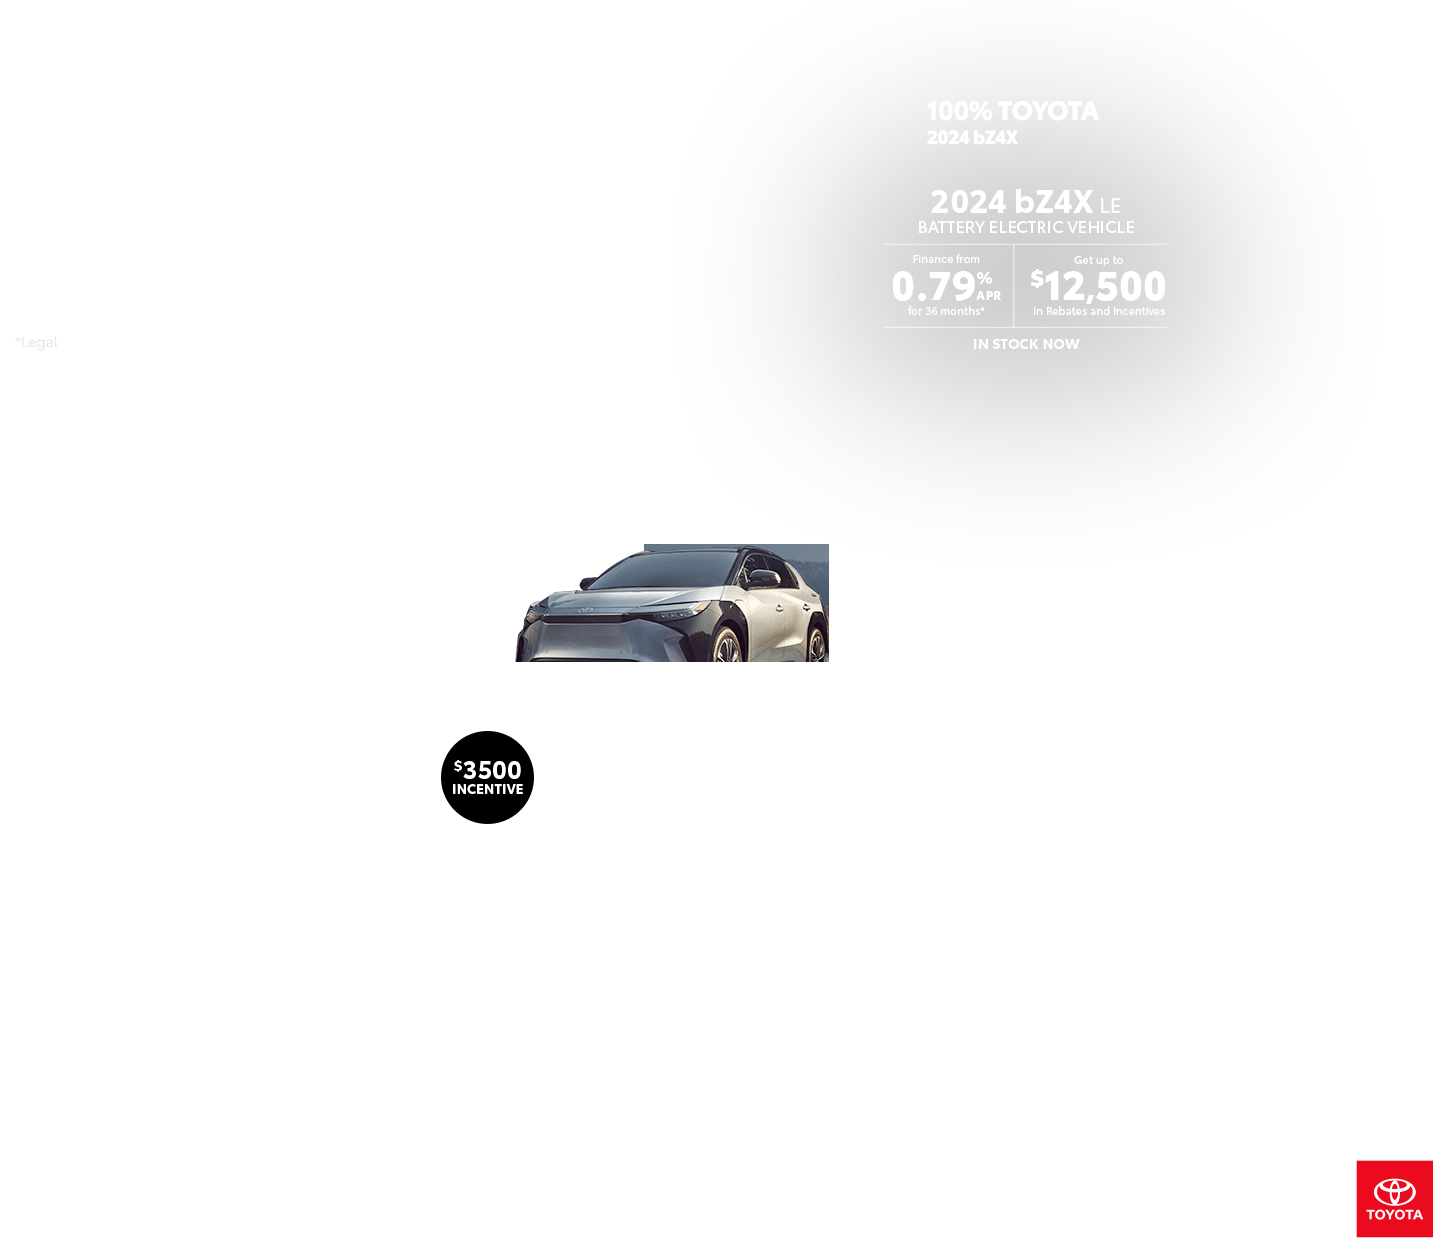 100% TOYOTA
2024 bZ4X
2024 bZ4X LE
BATTERY ELECTRIC VEHICLE
Finance from
0.79% APR
for 36 months*
Get up to
$12,500
in Rebates and Incentives
IN STOCK NOW
*Legal
$3500
INCENTIVE
TOYOTA